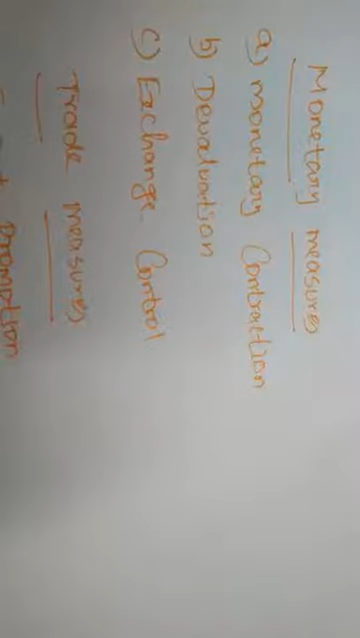 Monetary measures
a) Monetary Contraction
b) Devaluation
c) Exchange Control
Trade measures
Promotion